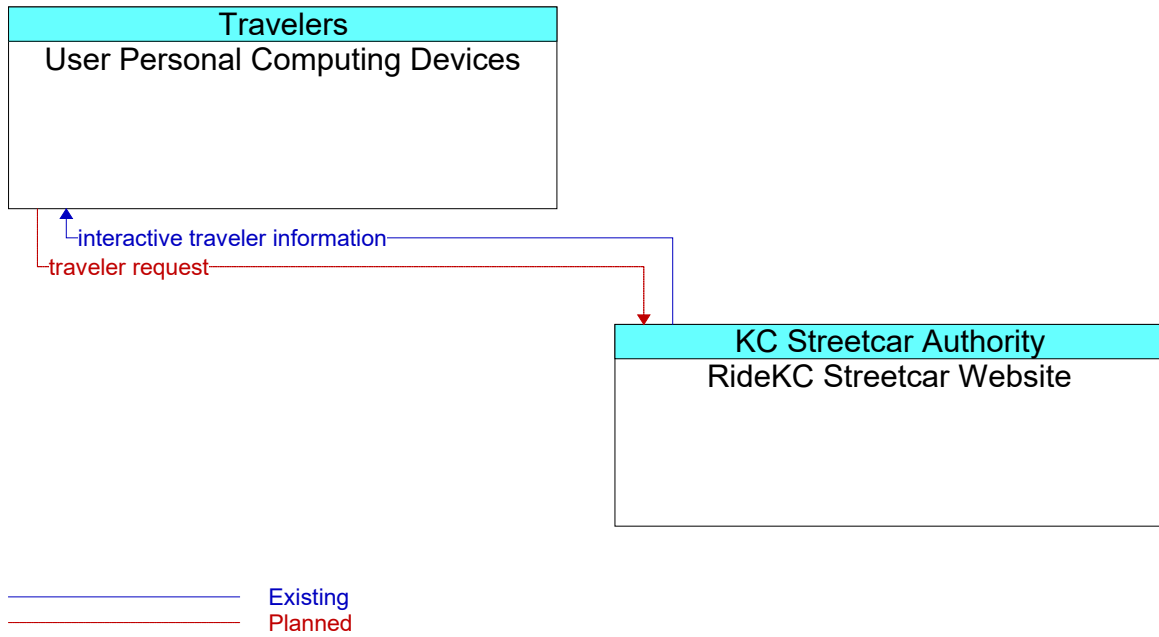 Travelers
User Personal Computing Devices
interactive traveler information
traveler request
KC Streetcar Authority
RideKC Streetcar Website
Existing
Planned